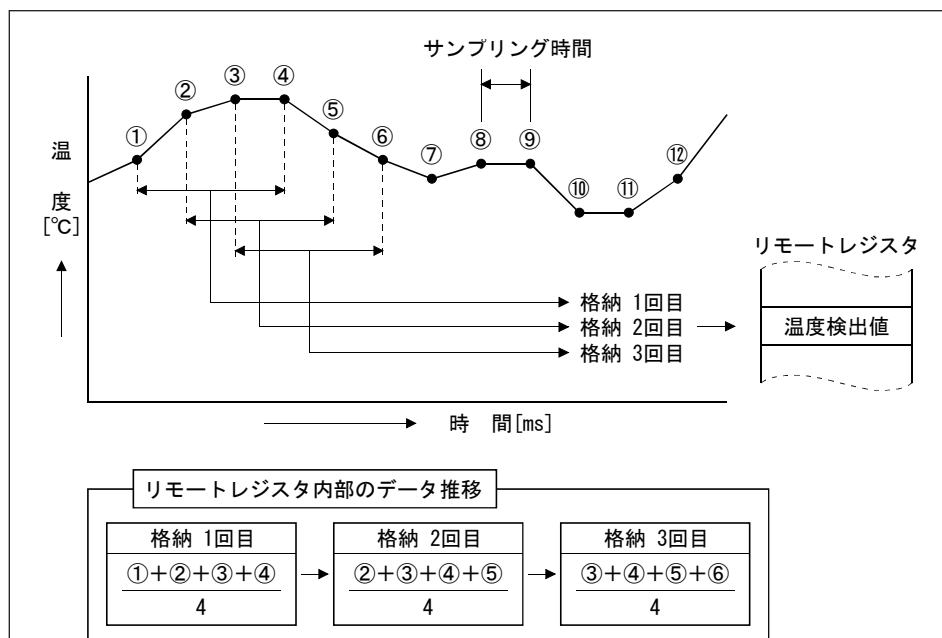 サンプリング時間
① ② ③ ④ ⑤ ⑥ ⑦ ⑧ ⑨ ⑩ ⑪ ⑫
温度
[℃]
リモートレジスタ
格納 1回目
格納 2回目
格納 3回目
温度検出値
時 間[ms]
リモートレジスタ内部のデータ推移
格納 1回目
①+②+③+④
4
格納 2回目
②+③+④+⑤
4
格納 3回目
③+④+⑤+⑥
4